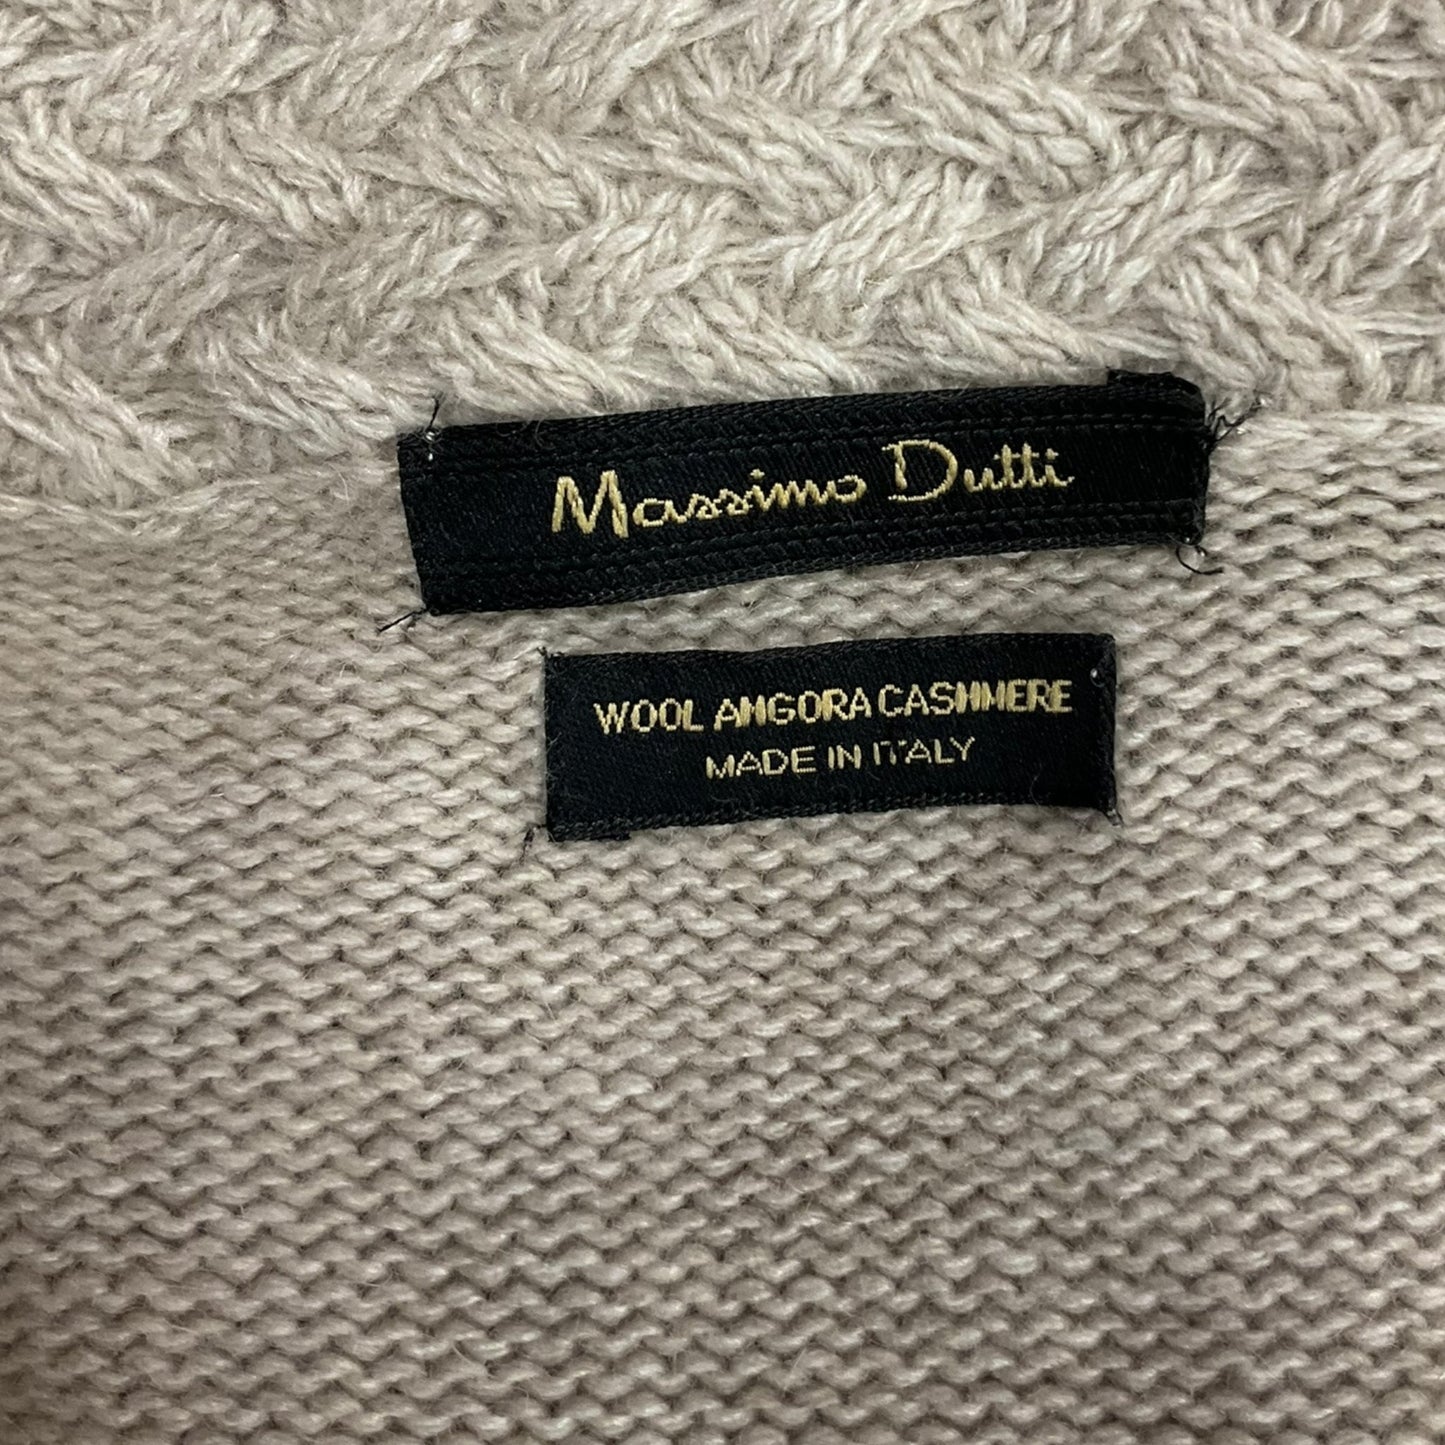 Massimo Dutti
WOOL ANGORA CASHMERE
MADE IN ITALY